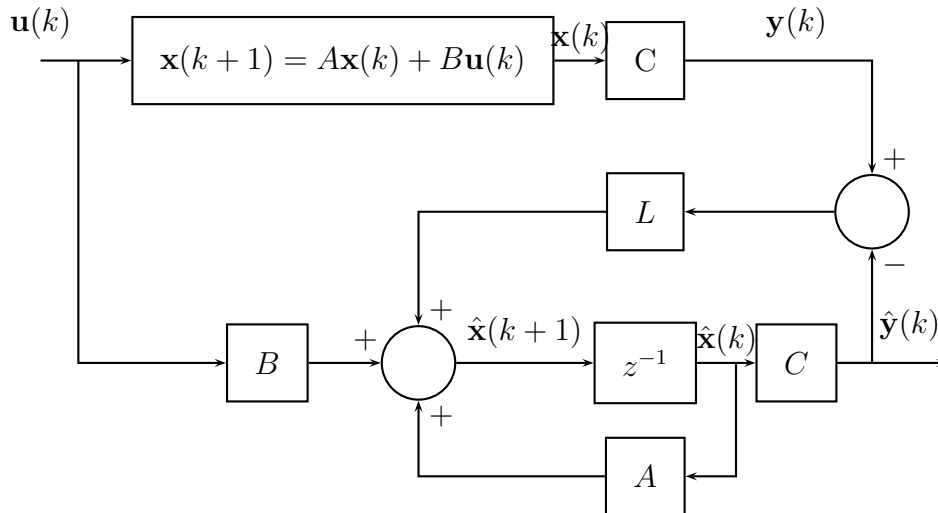 𝐮(k)
𝐱(k + 1) = A𝐱(k) + B𝐮(k)
𝐱(k)
C
𝐲(k)
+
L
−
+
𝐱̂(k + 1)
𝐱̂(k)
𝐲̂(k)
B
+
z⁻¹
C
+
A